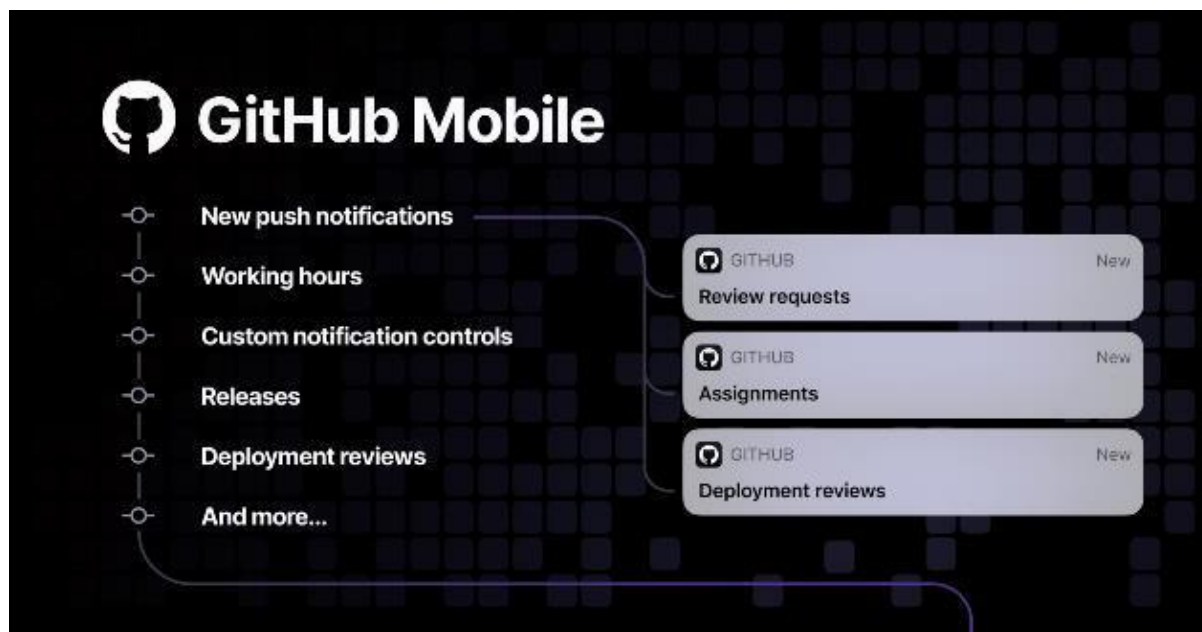 GitHub Mobile
New push notifications
Working hours
Custom notification controls
Releases
Deployment reviews
And more...
GITHUB New
Review requests
GITHUB New
Assignments
GITHUB New
Deployment reviews